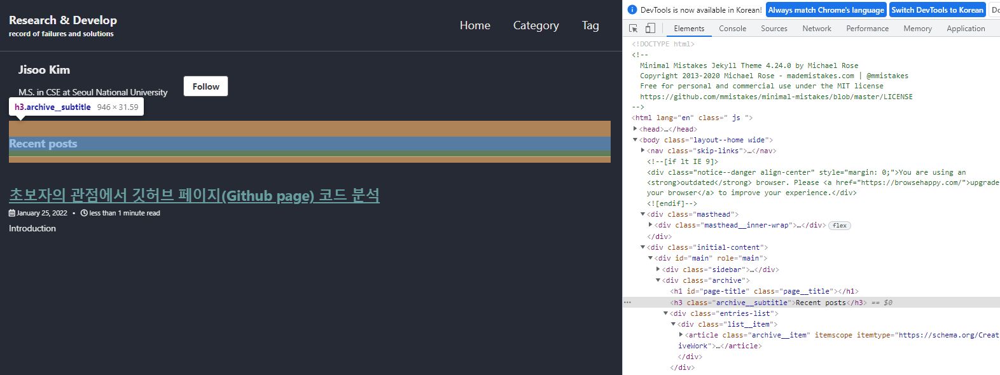 Research & Develop
record of failures and solutions
Home
Category
Tag
Jisoo Kim
M.S. in CSE at Seoul National University
Follow
h3.archive__subtitle 946 × 31.59
Recent posts
초보자의 관점에서 깃허브 페이지(Github page) 코드 분석
January 25, 2022 • less than 1 minute read
Introduction
DevTools is now available in Korean!
Always match Chrome's language
Switch DevTools to Korean
Elements
Console
Sources
Network
Performance
Memory
Application
<!DOCTYPE html>
<!--
Minimal Mistakes Jekyll Theme 4.24.0 by Michael Rose
Copyright 2013-2020 Michael Rose - mademistakes.com | @mmistakes
Free for personal and commercial use under the MIT license
https://github.com/mmistakes/minimal-mistakes/blob/master/LICENSE
-->
<html lang="en" class=" js ">
<head>…</head>
<body class="layout--home wide">
<nav class="skip-links">…</nav>
<!--[if lt IE 9]>
<div class="notice--danger align-center" style="margin: 0;">You are using an
<strong>outdated</strong> browser. Please <a href="https://browsehappy.com/">upgrade
your browser</a> to improve your experience.</div>
<![endif]-->
<div class="masthead">
<div class="masthead__inner-wrap">…</div> flex
</div>
<div class="initial-content">
<div id="main" role="main">
<div class="sidebar">…</div>
<div class="archive">
<h1 id="page-title" class="page__title"></h1>
<h3 class="archive__subtitle">Recent posts</h3> == $0
<div class="entries-list">
<div class="list__item">
<article class="archive__item" itemscope itemtype="https://schema.org/Creat
iveWork">…</article>
</div>
</div>